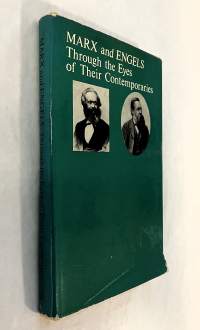 MARX and ENGELS
Through the Eyes
of Their Contemporaries